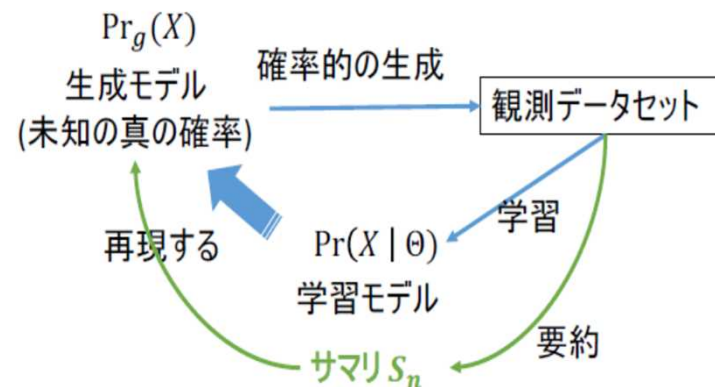 Pr_g(X)
生成モデル
(未知の真の確率)
確率的の生成
観測データセット
学習
再現する
Pr(X | Θ)
学習モデル
要約
サマリ S_n